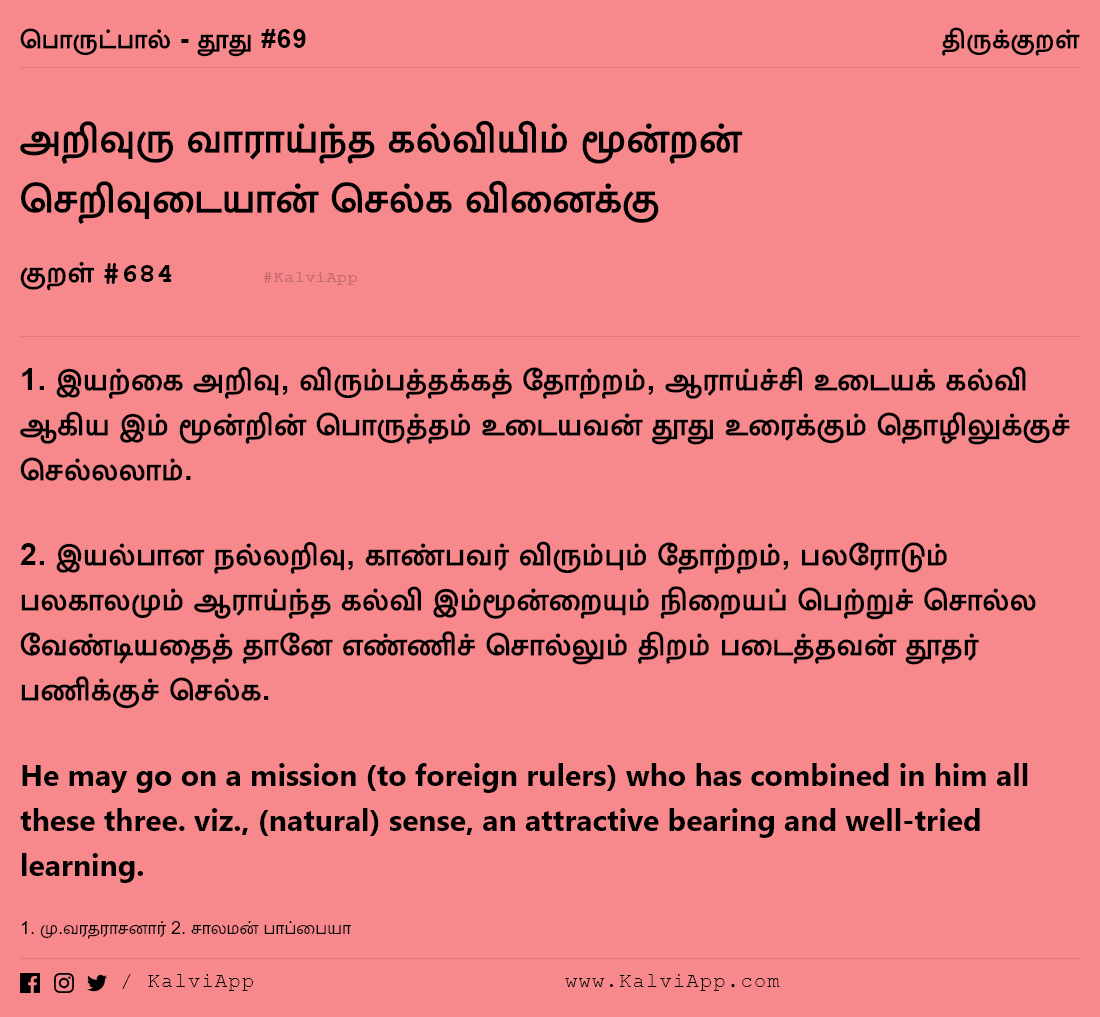 பொருட்பால் - தூது #69
திருக்குறள்
அறிவுரு வாராய்ந்த கல்வியிம் மூன்றன்
செறிவுடையான் செல்க வினைக்கு
குறள் #684
#KalviApp
1. இயற்கை அறிவு, விரும்பத்தக்கத் தோற்றம், ஆராய்ச்சி உடையக் கல்வி
ஆகிய இம் மூன்றின் பொருத்தம் உடையவன் தூது உரைக்கும் தொழிலுக்குச்
செல்லலாம்.
2. இயல்பான நல்லறிவு, காண்பவர் விரும்பும் தோற்றம், பலரோடும்
பலகாலமும் ஆராய்ந்த கல்வி இம்மூன்றையும் நிறையப் பெற்றுச் சொல்ல
வேண்டியதைத் தானே எண்ணிச் சொல்லும் திறம் படைத்தவன் தூதர்
பணிக்குச் செல்க.
He may go on a mission (to foreign rulers) who has combined in him all
these three. viz., (natural) sense, an attractive bearing and well-tried
learning.
1. மு.வரதராசனார் 2. சாலமன் பாப்பையா
/ KalviApp
www.KalviApp.com